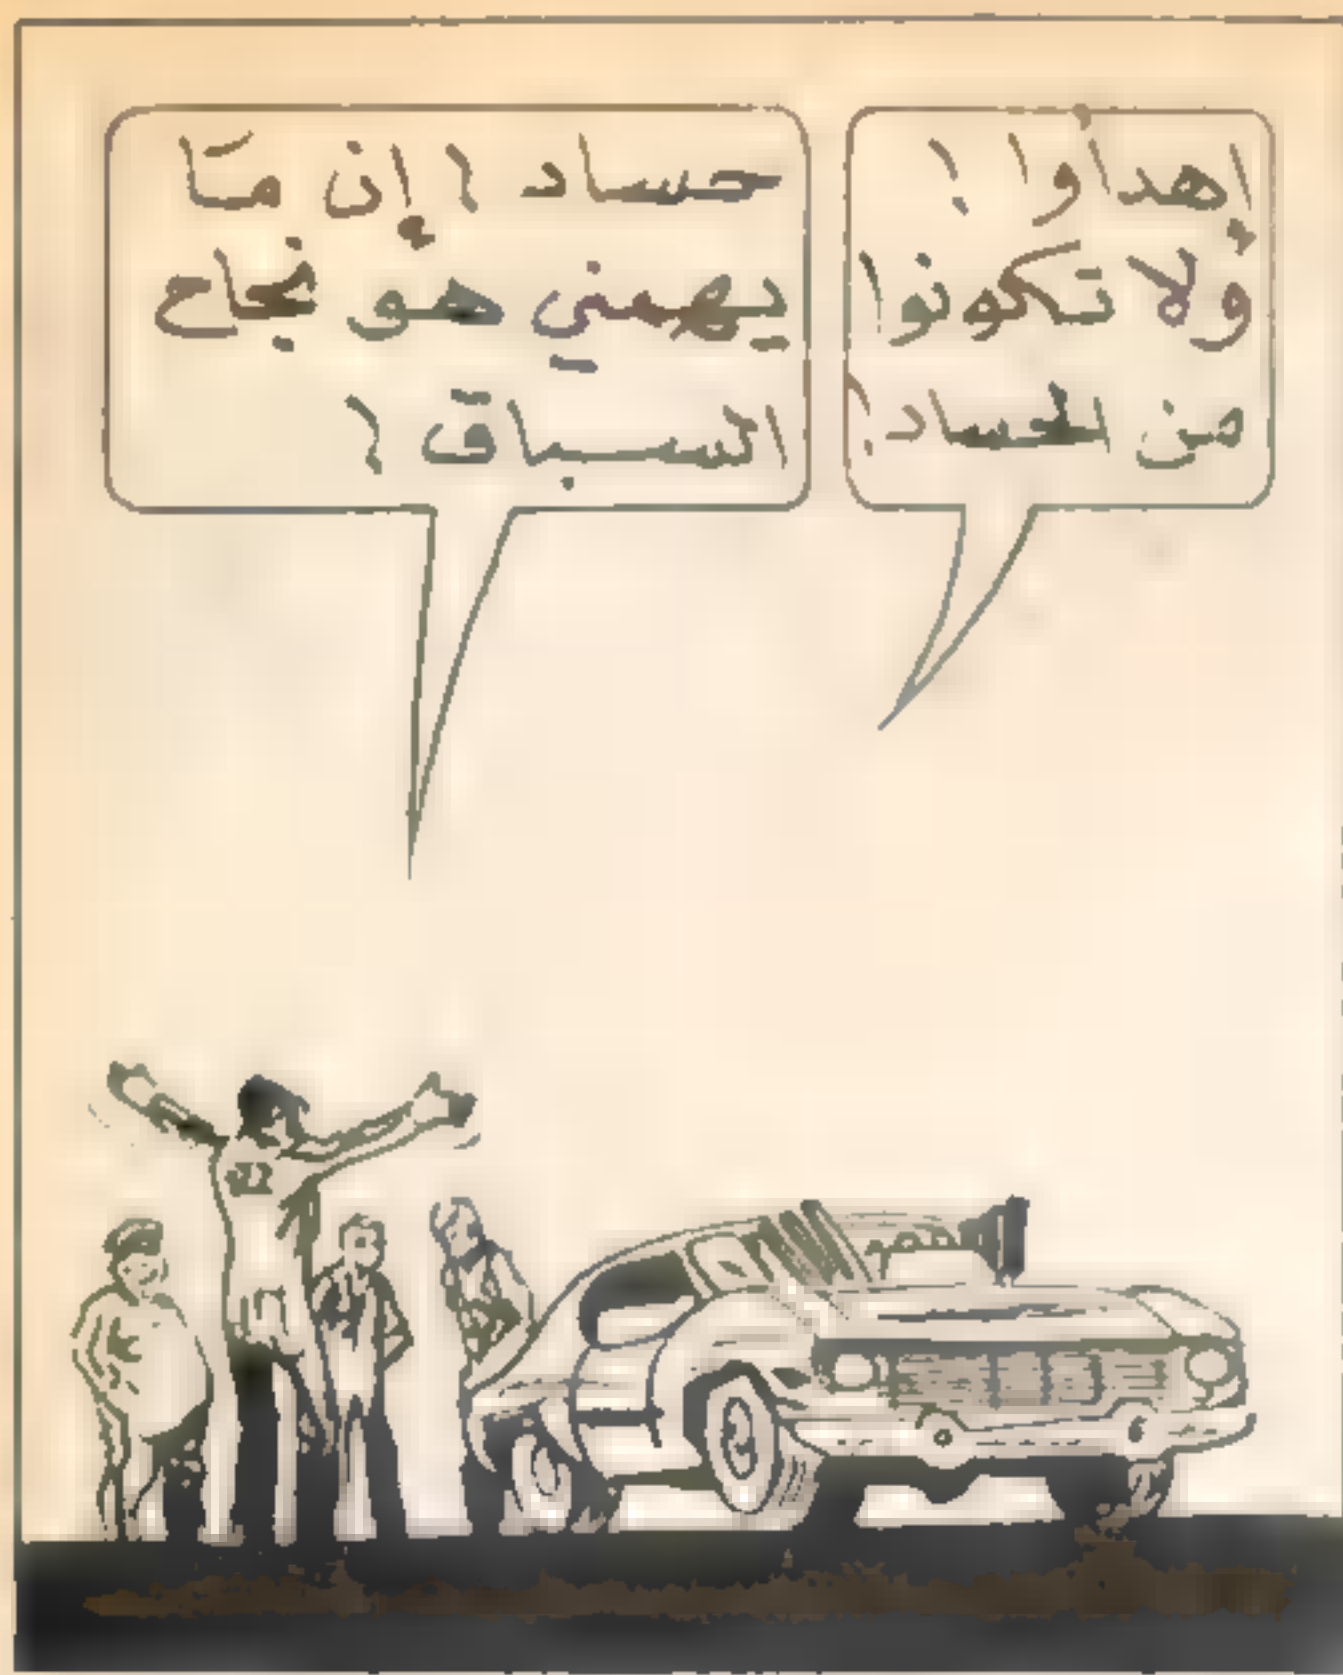 إهدأوا !
ولا تكونوا
من الحساد !
حساد ! إن ما
يهمني هو نجاح
السباق !